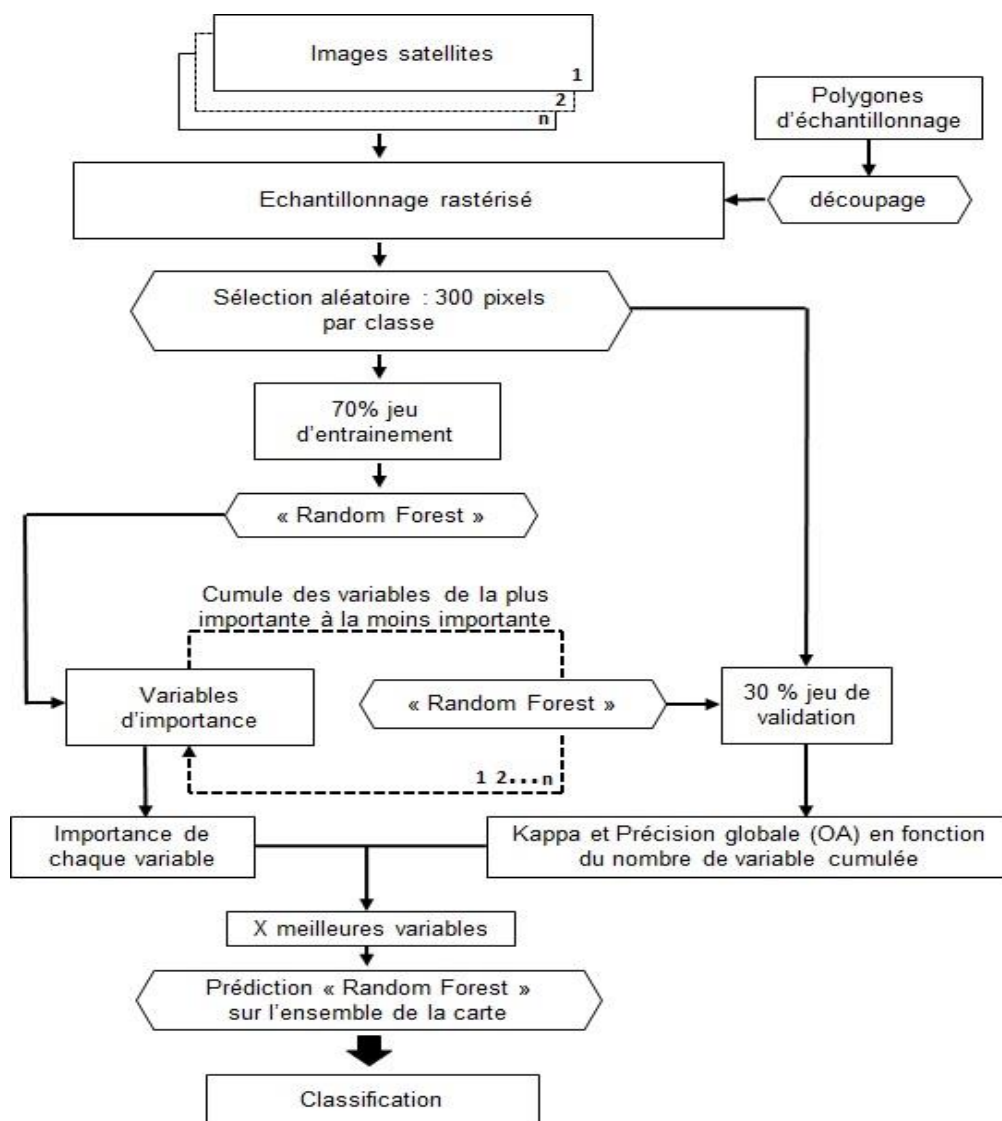 Images satellites
1
2
n
Polygones
d'échantillonnage
Echantillonnage rastérisé
découpage
Sélection aléatoire : 300 pixels
par classe
70% jeu
d'entrainement
« Random Forest »
Cumule des variables de la plus
importante à la moins importante
Variables
d'importance
« Random Forest »
30 % jeu de
validation
1 2...n
Importance de
chaque variable
Kappa et Précision globale (OA) en fonction
du nombre de variable cumulée
X meilleures variables
Prédiction « Random Forest »
sur l'ensemble de la carte
Classification